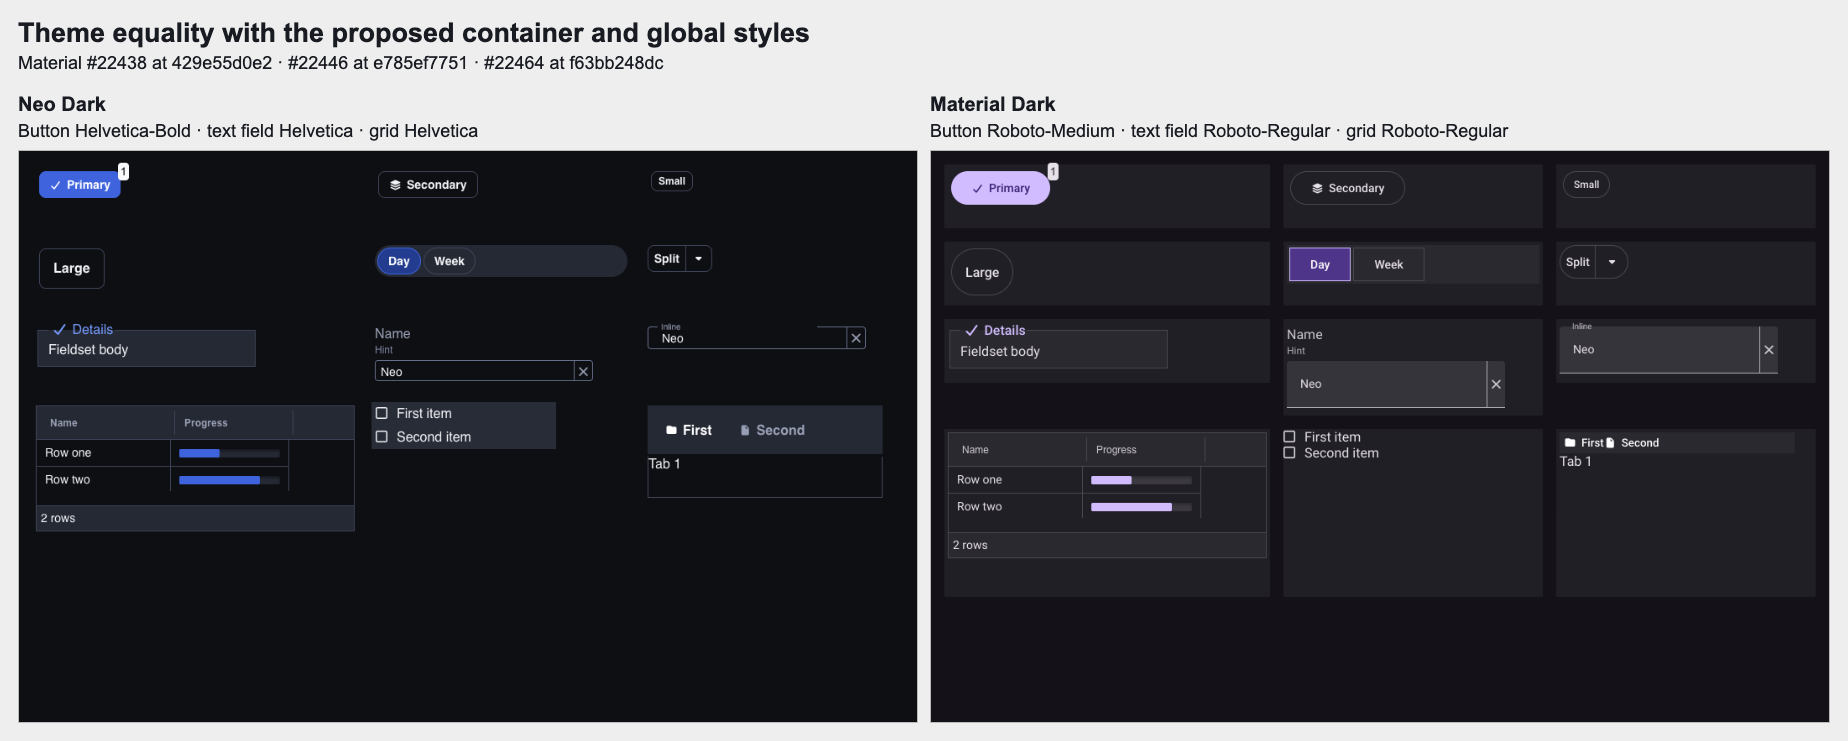 Theme equality with the proposed container and global styles
Material #22438 at 429e55d0e2 · #22446 at e785ef7751 · #22464 at f63bb248dc
Neo Dark
Button Helvetica-Bold · text field Helvetica · grid Helvetica
Primary
1
Secondary
Small
Large
Day
Week
Split
Details
Fieldset body
Name
Hint
Neo
Inline
Neo
Name
Progress
Row one
Row two
2 rows
First item
Second item
First
Second
Tab 1
Material Dark
Button Roboto-Medium · text field Roboto-Regular · grid Roboto-Regular
Primary
1
Secondary
Small
Large
Day
Week
Split
Details
Fieldset body
Name
Hint
Neo
Inline
Neo
Name
Progress
Row one
Row two
2 rows
First item
Second item
First
Second
Tab 1